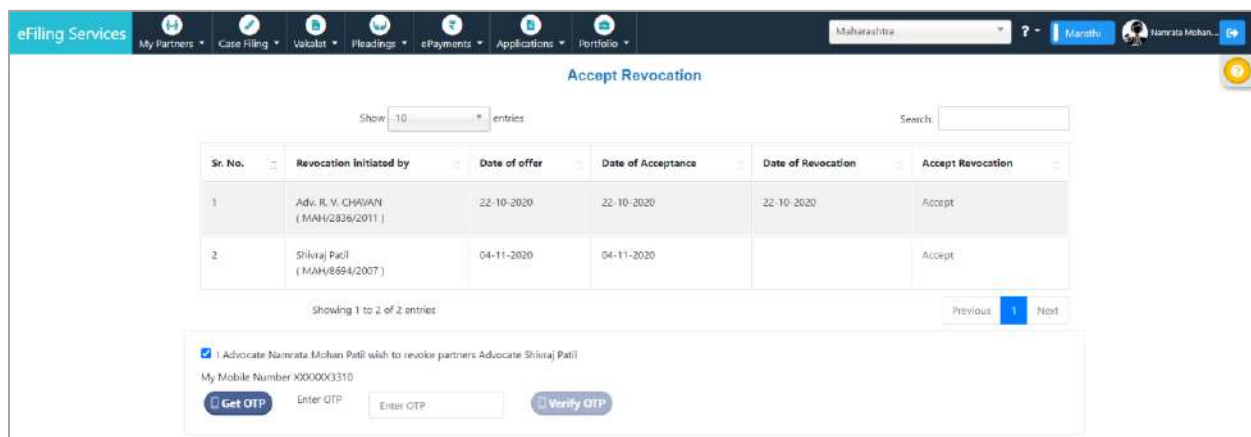 eFiling Services
My Partners
Case Filing
Vakalat
Pleadings
ePayments
Applications
Portfolio
Maharashtra
?
Marathi
Namrata Mohan...
Accept Revocation
Show 10 entries
Search:
Sr. No. Revocation initiated by Date of offer Date of Acceptance Date of Revocation Accept Revocation
1 Adv. R. V. CHAVAN 22-10-2020 22-10-2020 22-10-2020 Accept
( MAH/2836/2011 )
2 Shivraj Patil 04-11-2020 04-11-2020 Accept
( MAH/8694/2007 )
Showing 1 to 2 of 2 entries
Previous 1 Next
I Advocate Namrata Mohan Patil wish to revoke partners Advocate Shivraj Patil
My Mobile Number XXXXXX3310
Get OTP Enter OTP Enter OTP Verify OTP